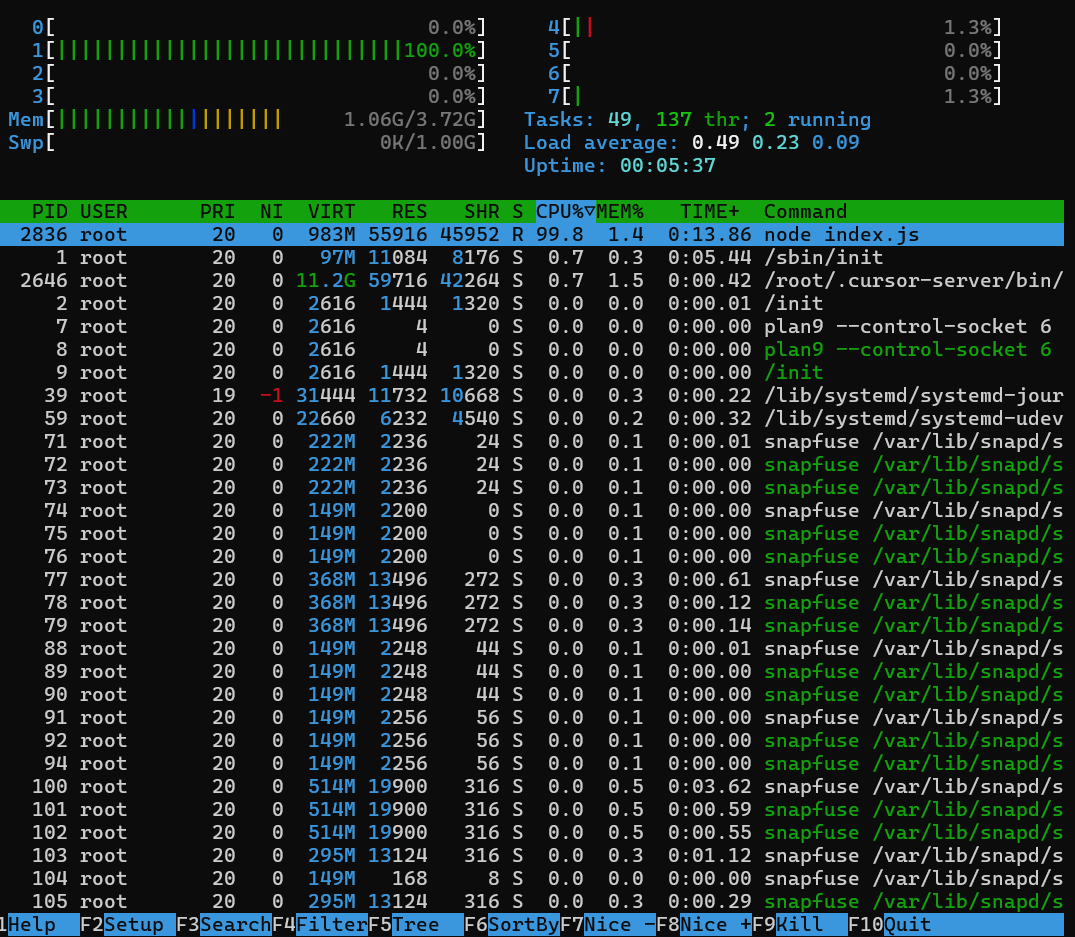 0[ 0.0%] 4[|| 1.3%]
1[|||||||||||||||||||||||||||||100.0%] 5[ 0.0%]
2[ 0.0%] 6[ 0.0%]
3[ 0.0%] 7[| 1.3%]
Mem[||||||||||||||||||| 1.06G/3.72G] Tasks: 49, 137 thr; 2 running
Swp[ 0K/1.00G] Load average: 0.49 0.23 0.09
Uptime: 00:05:37
PID USER PRI NI VIRT RES SHR S CPU%▽MEM% TIME+ Command
2836 root 20 0 983M 55916 45952 R 99.8 1.4 0:13.86 node index.js
1 root 20 0 97M 11084 8176 S 0.7 0.3 0:05.44 /sbin/init
2646 root 20 0 11.2G 59716 42264 S 0.7 1.5 0:00.42 /root/.cursor-server/bin/
2 root 20 0 2616 1444 1320 S 0.0 0.0 0:00.01 /init
7 root 20 0 2616 4 0 S 0.0 0.0 0:00.00 plan9 --control-socket 6
8 root 20 0 2616 4 0 S 0.0 0.0 0:00.00 plan9 --control-socket 6
9 root 20 0 2616 1444 1320 S 0.0 0.0 0:00.00 /init
39 root 19 -1 31444 11732 10668 S 0.0 0.3 0:00.22 /lib/systemd/systemd-jour
59 root 20 0 22660 6232 4540 S 0.0 0.2 0:00.32 /lib/systemd/systemd-udev
71 root 20 0 222M 2236 24 S 0.0 0.1 0:00.01 snapfuse /var/lib/snapd/s
72 root 20 0 222M 2236 24 S 0.0 0.1 0:00.00 snapfuse /var/lib/snapd/s
73 root 20 0 222M 2236 24 S 0.0 0.1 0:00.00 snapfuse /var/lib/snapd/s
74 root 20 0 149M 2200 0 S 0.0 0.1 0:00.00 snapfuse /var/lib/snapd/s
75 root 20 0 149M 2200 0 S 0.0 0.1 0:00.00 snapfuse /var/lib/snapd/s
76 root 20 0 149M 2200 0 S 0.0 0.1 0:00.00 snapfuse /var/lib/snapd/s
77 root 20 0 368M 13496 272 S 0.0 0.3 0:00.61 snapfuse /var/lib/snapd/s
78 root 20 0 368M 13496 272 S 0.0 0.3 0:00.12 snapfuse /var/lib/snapd/s
79 root 20 0 368M 13496 272 S 0.0 0.3 0:00.14 snapfuse /var/lib/snapd/s
88 root 20 0 149M 2248 44 S 0.0 0.1 0:00.01 snapfuse /var/lib/snapd/s
89 root 20 0 149M 2248 44 S 0.0 0.1 0:00.00 snapfuse /var/lib/snapd/s
90 root 20 0 149M 2248 44 S 0.0 0.1 0:00.00 snapfuse /var/lib/snapd/s
91 root 20 0 149M 2256 56 S 0.0 0.1 0:00.00 snapfuse /var/lib/snapd/s
92 root 20 0 149M 2256 56 S 0.0 0.1 0:00.00 snapfuse /var/lib/snapd/s
94 root 20 0 149M 2256 56 S 0.0 0.1 0:00.00 snapfuse /var/lib/snapd/s
100 root 20 0 514M 19900 316 S 0.0 0.5 0:03.62 snapfuse /var/lib/snapd/s
101 root 20 0 514M 19900 316 S 0.0 0.5 0:00.59 snapfuse /var/lib/snapd/s
102 root 20 0 514M 19900 316 S 0.0 0.5 0:00.55 snapfuse /var/lib/snapd/s
103 root 20 0 295M 13124 316 S 0.0 0.3 0:01.12 snapfuse /var/lib/snapd/s
104 root 20 0 149M 168 8 S 0.0 0.0 0:00.00 snapfuse /var/lib/snapd/s
105 root 20 0 295M 13124 316 S 0.0 0.3 0:00.29 snapfuse /var/lib/snapd/s
1Help F2Setup F3SearchF4FilterF5Tree F6SortByF7Nice -F8Nice +F9Kill F10Quit